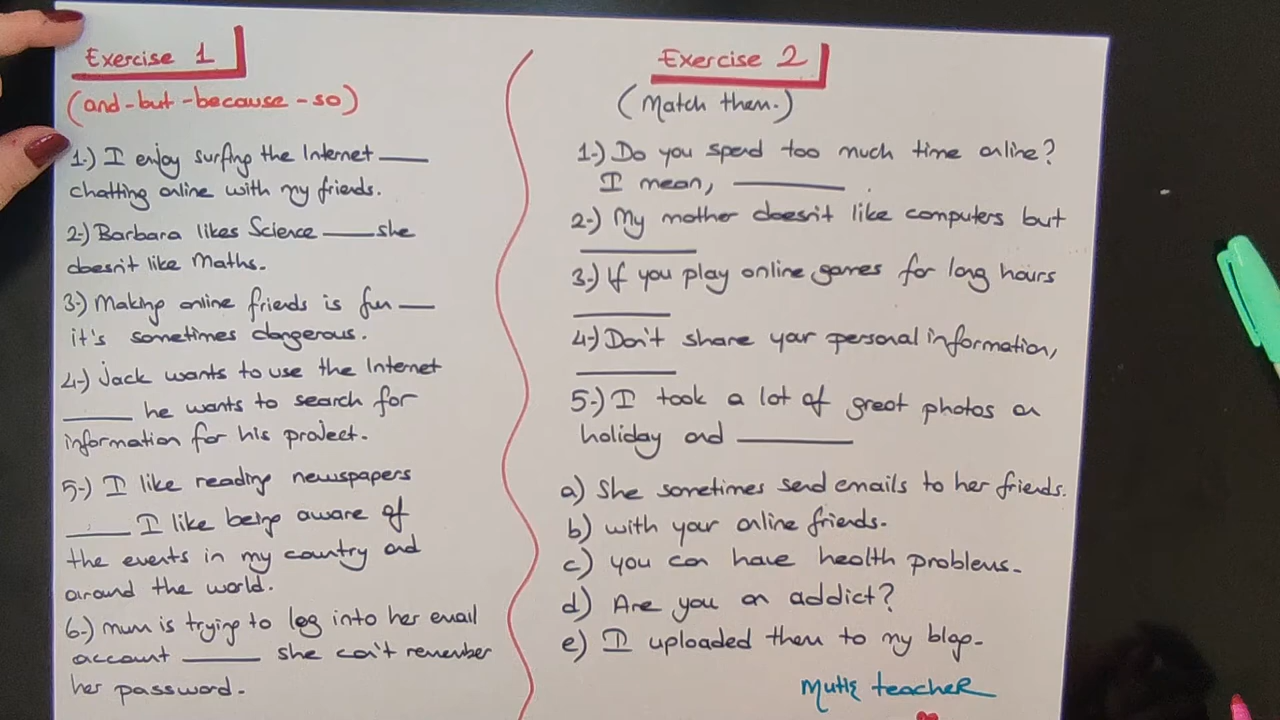 Exercise 1
(and-but-because-so)
1-) I enjoy surfing the Internet ____
chatting online with my friends.
2-) Barbara likes Science ____ she
doesn't like Maths.
3-) Making online friends is fun ____
it's sometimes dangerous.
4-) Jack wants to use the Internet
____ he wants to search for
information for his project.
5-) I like reading newspapers
____ I like being aware of
the events in my country and
around the world.
6-) mum is trying to log into her email
account ____ she can't remember
her password.
Exercise 2
(Match them.)
1-) Do you spend too much time online?
I mean, ____.
2-) My mother doesn't like computers but
____
3-) If you play online games for long hours
____
4-) Don't share your personal information,
____
5-) I took a lot of great photos on
holiday and ____
a) She sometimes send emails to her friends.
b) with your online friends.
c) you can have health problems.
d) Are you an addict?
e) I uploaded them to my blog.
Mutiş teacher